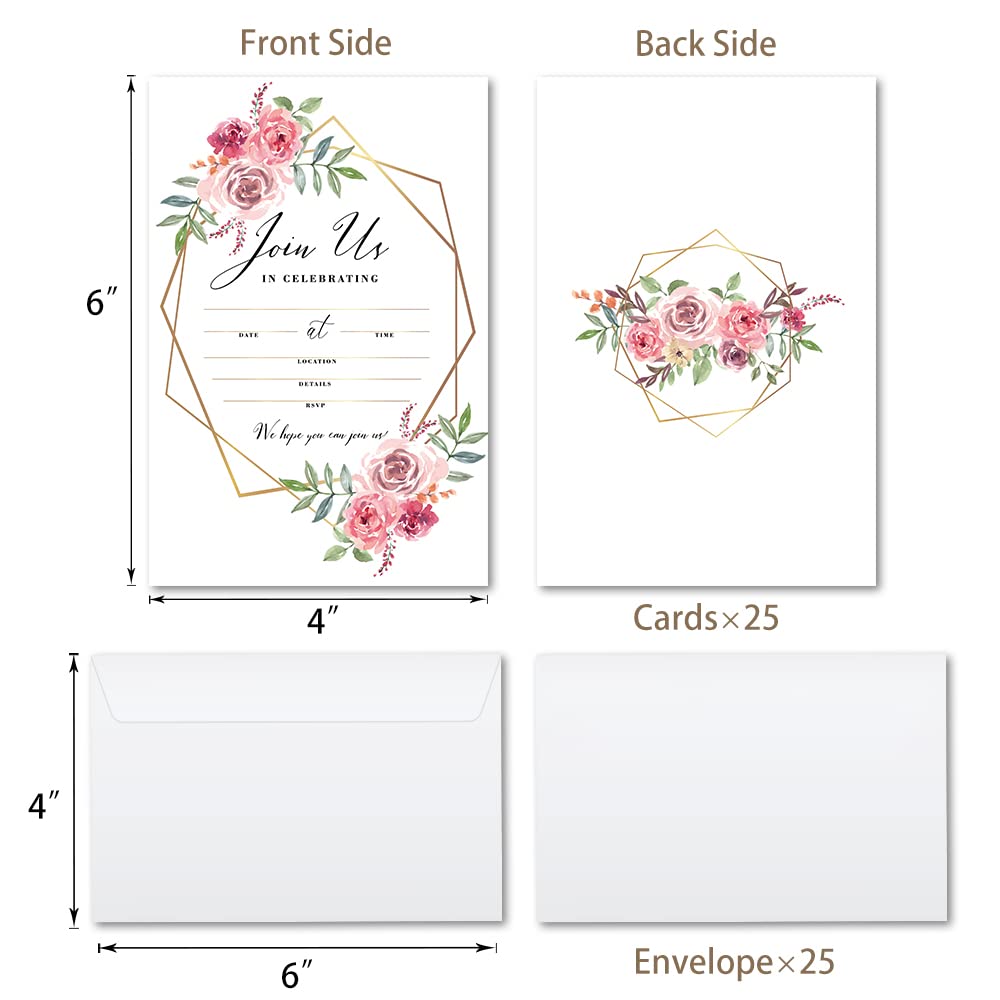 Front Side
Back Side
6″
Join Us
IN CELEBRATING
at
DATE
TIME
LOCATION
DETAILS
RSVP
We hope you can join us!
4″
Cards×25
4″
6″
Envelope×25